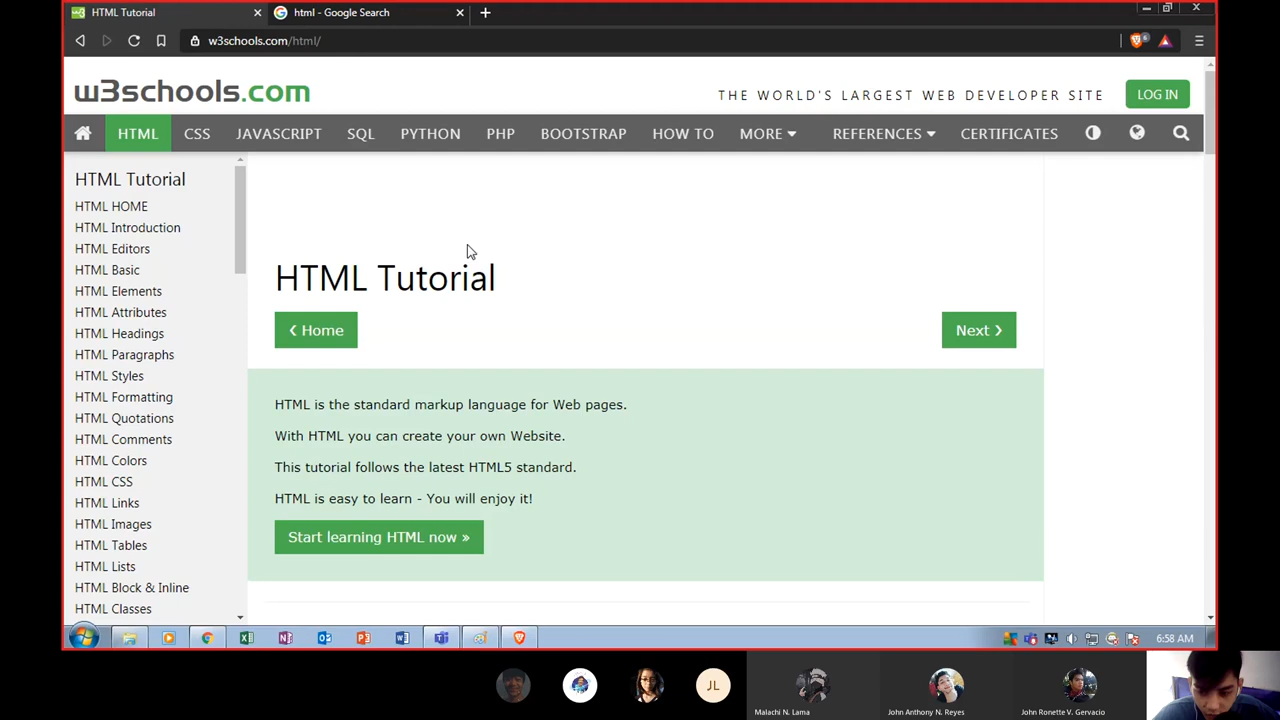 HTML Tutorial
html - Google Search
w3schools.com/html/
w3schools.com
THE WORLD'S LARGEST WEB DEVELOPER SITE
LOG IN
HTML CSS JAVASCRIPT SQL PYTHON PHP BOOTSTRAP HOW TO MORE REFERENCES CERTIFICATES
HTML Tutorial
HTML HOME
HTML Introduction
HTML Editors
HTML Basic
HTML Elements
HTML Attributes
HTML Headings
HTML Paragraphs
HTML Styles
HTML Formatting
HTML Quotations
HTML Comments
HTML Colors
HTML CSS
HTML Links
HTML Images
HTML Tables
HTML Lists
HTML Block & Inline
HTML Classes
HTML Tutorial
❮ Home
Next ❯
HTML is the standard markup language for Web pages.
With HTML you can create your own Website.
This tutorial follows the latest HTML5 standard.
HTML is easy to learn - You will enjoy it!
Start learning HTML now »
6:58 AM
JL
Malachi N. Lama
John Anthony N. Reyes
John Ronette V. Gervacio